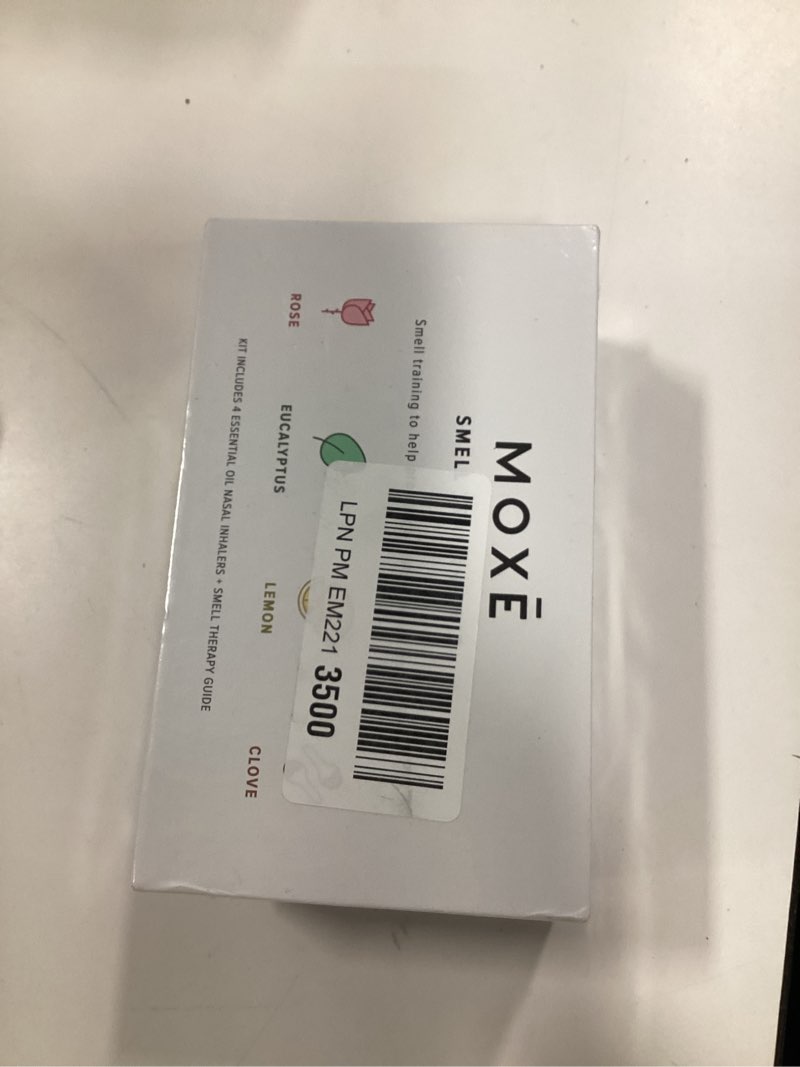 MOXĒ
SMEL
Smell training to help
ROSE
EUCALYPTUS
LEMON
CLOVE
KIT INCLUDES 4 ESSENTIAL OIL NASAL INHALERS + SMELL THERAPY GUIDE
LPN PM EM221 3500